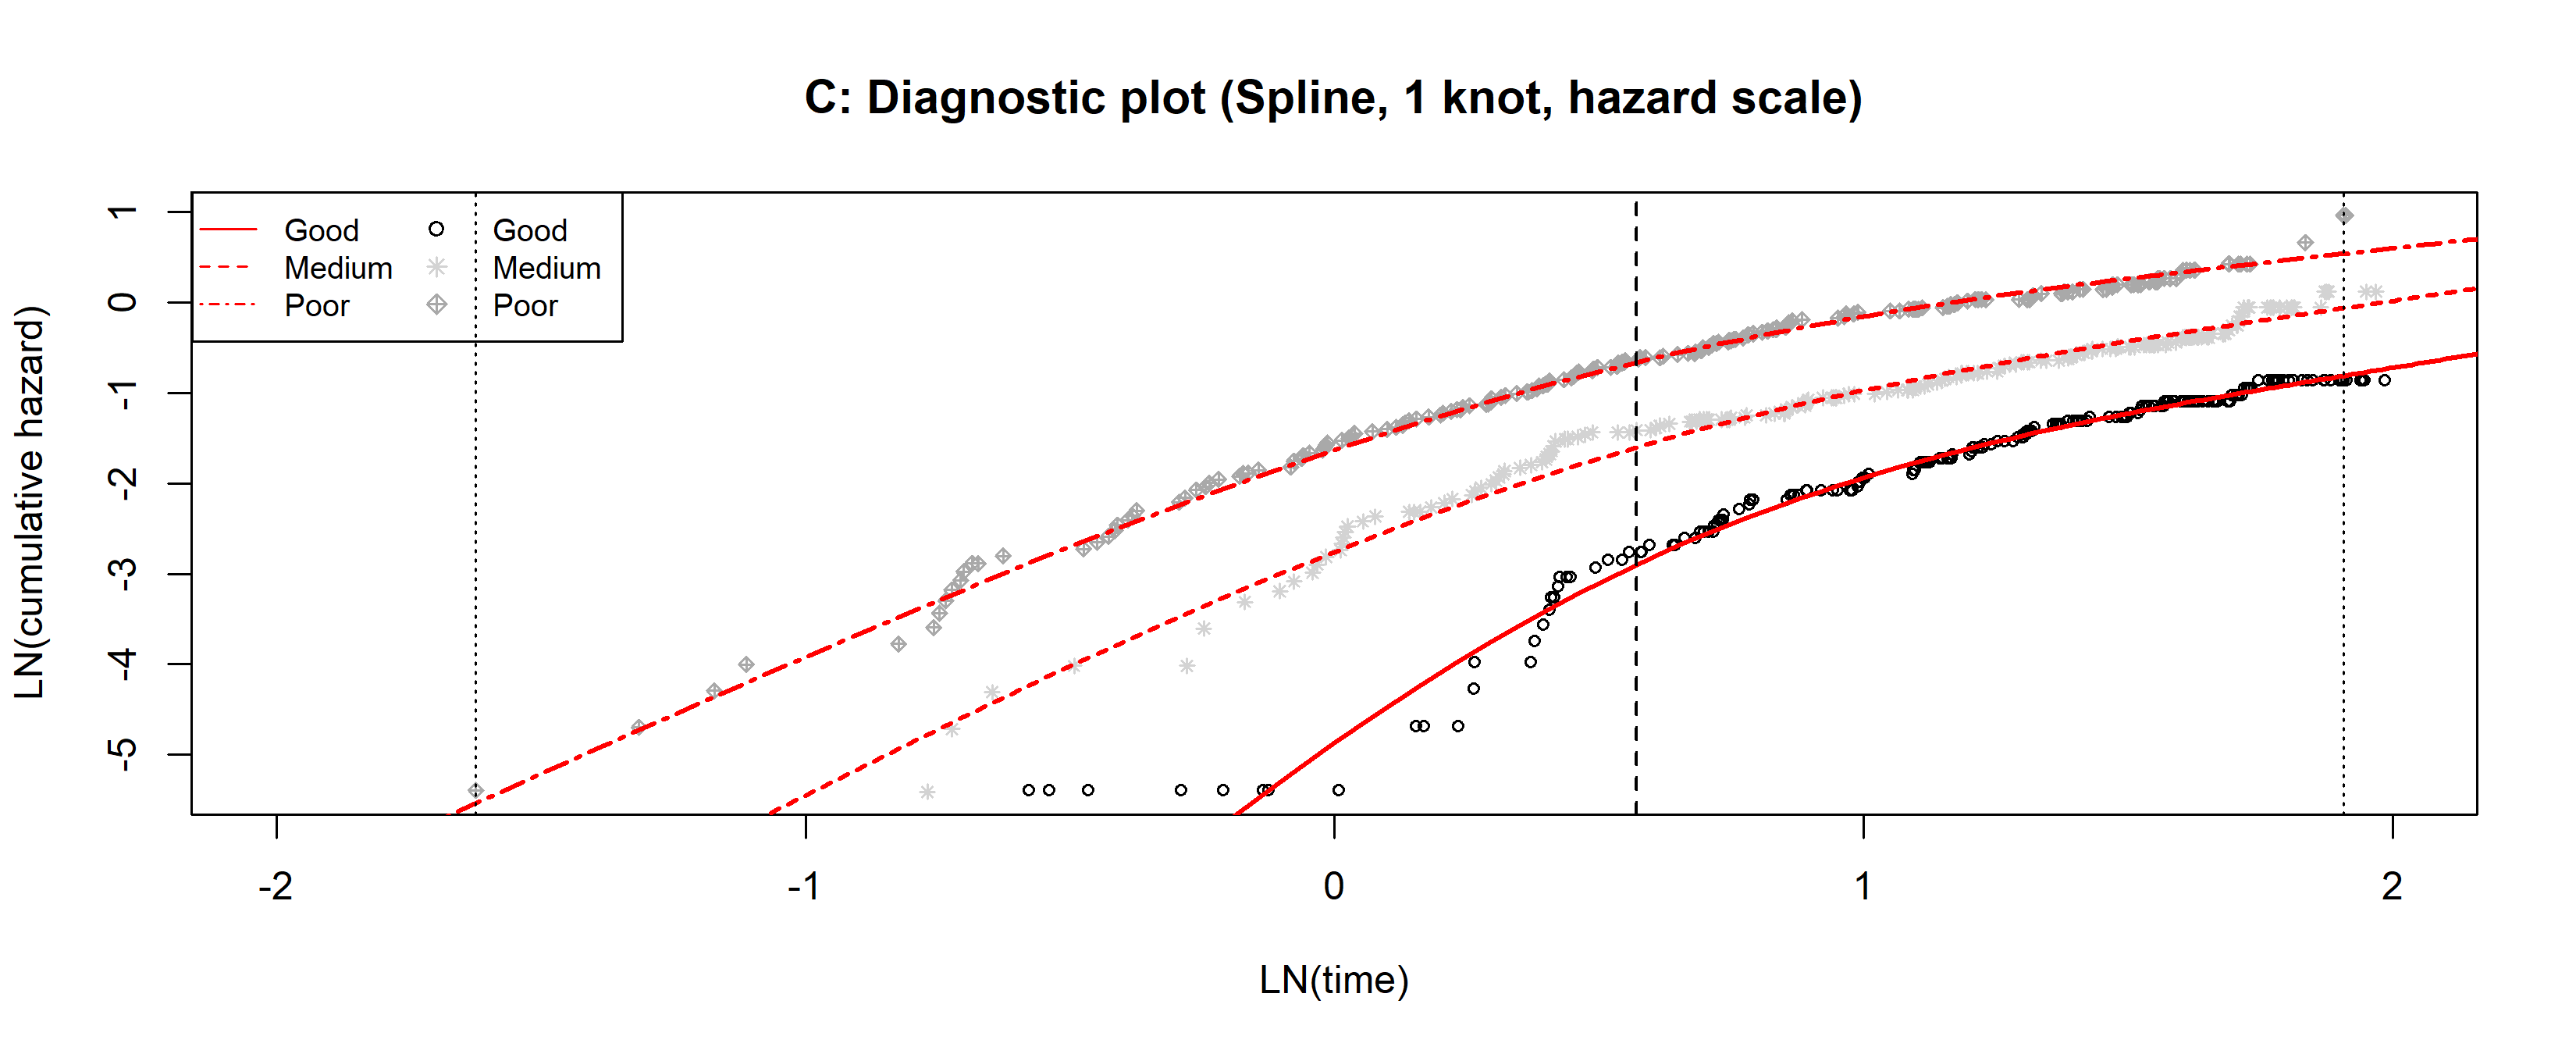 C: Diagnostic plot (Spline, 1 knot, hazard scale)
LN(cumulative hazard)
1
0
-1
-2
-3
-4
-5
Good Good
Medium Medium
Poor Poor
-2 -1 0 1 2
LN(time)